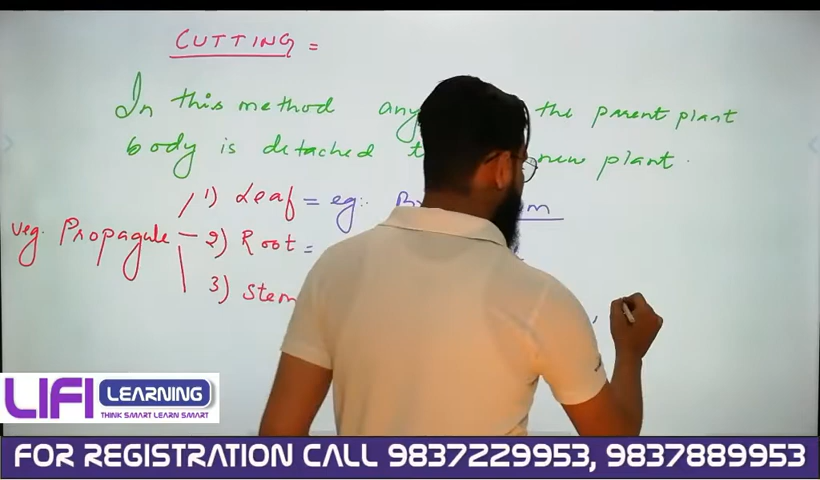 CUTTING =
In this method any the parent plant
body is detached new plant.
1) Leaf = eg:-
veg. Propagule 2) Root =
3) Stem
LIFI LEARNING
THINK SMART LEARN SMART
FOR REGISTRATION CALL 9837229953, 9837889953